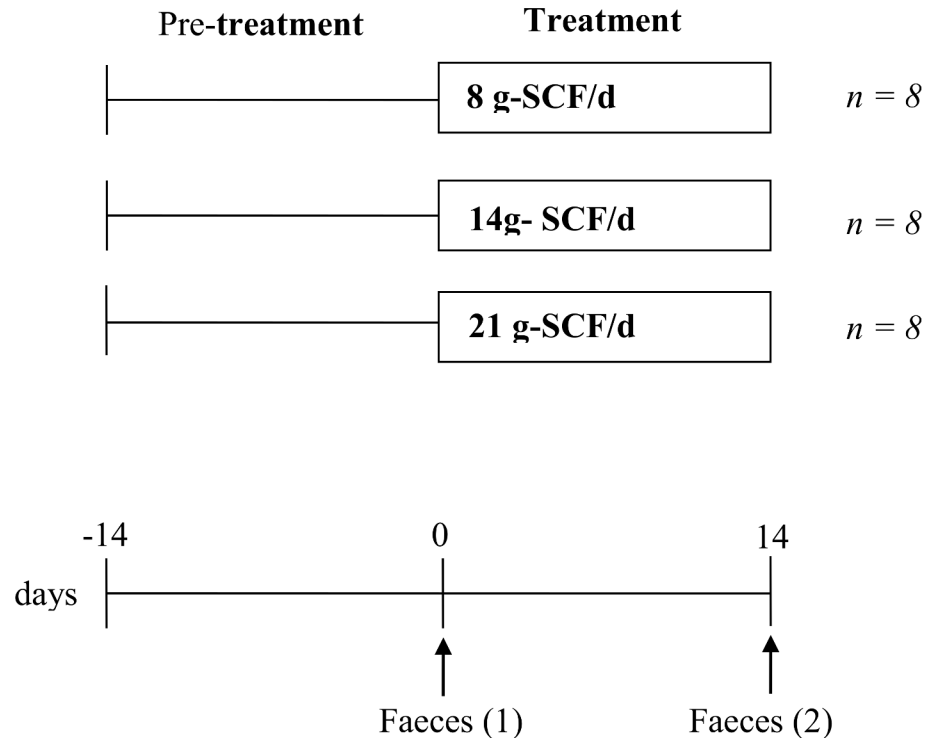 Pre-treatment Treatment
8 g-SCF/d n = 8
14g- SCF/d n = 8
21 g-SCF/d n = 8
-14 0 14
days
Faeces (1) Faeces (2)